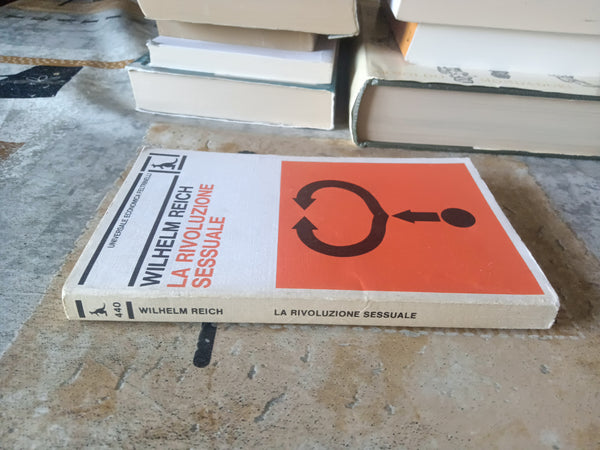 UNIVERSALE ECONOMICA FELTRINELLI
WILHELM REICH
LA RIVOLUZIONE
SESSUALE
440
WILHELM REICH
LA RIVOLUZIONE SESSUALE